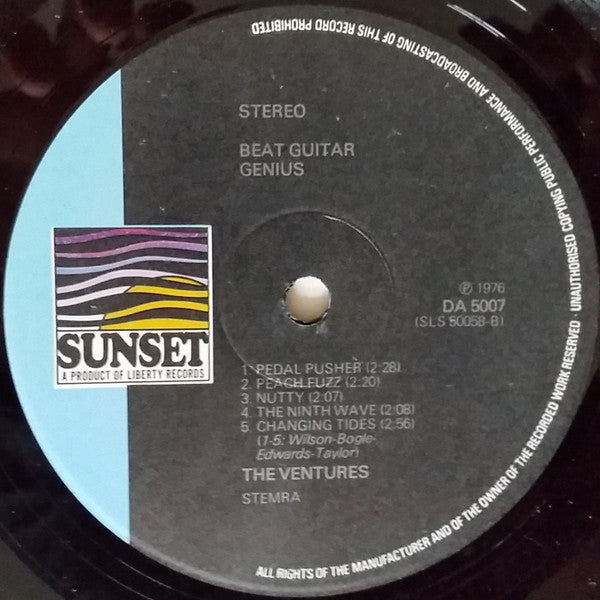 STEREO
BEAT GUITAR
GENIUS
℗ 1976
DA 5007
(SLS 50058-B)
SUNSET
A PRODUCT OF LIBERTY RECORDS
1. PEDAL PUSHER (2:28)
2. PEACH FUZZ (2:20)
3. NUTTY (2:07)
4. THE NINTH WAVE (2:08)
5. CHANGING TIDES (2:56)
(1-5: Wilson-Bogle-
Edwards-Taylor)
THE VENTURES
STEMRA
ALL RIGHTS OF THE MANUFACTURER AND OF THE OWNER OF THE RECORDED WORK RESERVED · UNAUTHORISED COPYING PUBLIC PERFORMANCE AND BROADCASTING OF THIS RECORD PROHIBITED